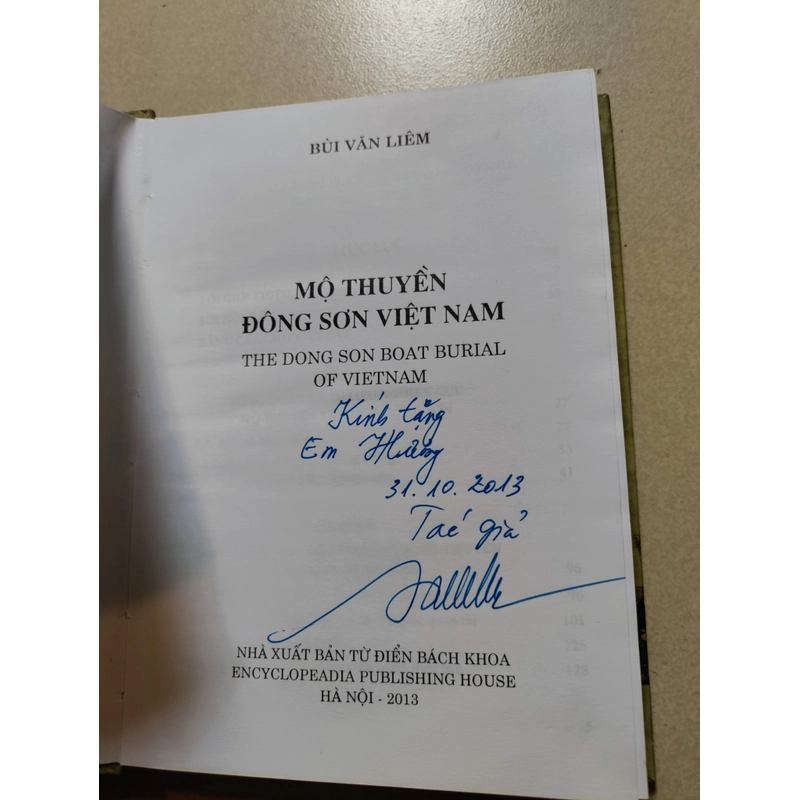 BÙI VĂN LIÊM
MỘ THUYỀN
ĐÔNG SƠN VIỆT NAM
THE DONG SON BOAT BURIAL
OF VIETNAM
Kính tặng
Em Hường
31.10.2013
Tác giả
NHÀ XUẤT BẢN TỪ ĐIỂN BÁCH KHOA
ENCYCLOPEADIA PUBLISHING HOUSE
HÀ NỘI - 2013